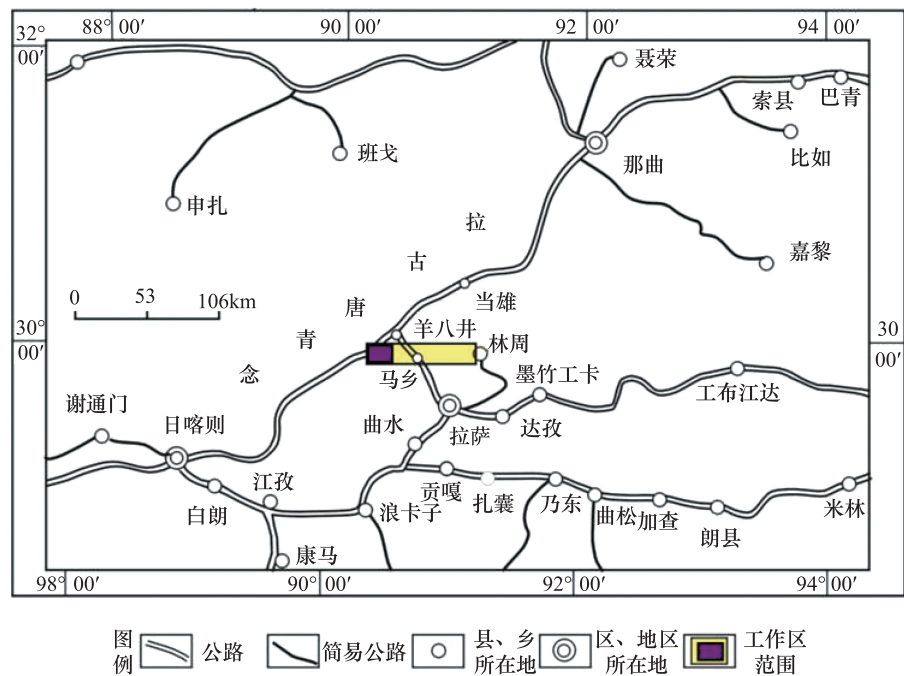 88° 00′ 90 00′ 92 00′ 94 00′
32° 00′
聂荣
索县
巴青
班戈
那曲
比如
申扎
拉
古
嘉黎
0 53 106km
唐
当雄
30° 00′
青
羊八井
林周
30 00′
念
马乡
墨竹工卡
工布江达
谢通门
日喀则
曲水
拉萨
达孜
江孜
贡嘎
扎囊
乃东
曲松
加查
米林
白朗
浪卡子
朗县
康马
98° 00′ 90° 00′ 92° 00′ 94 00′
图例
公路
简易公路
县、乡
所在地
区、地区
所在地
工作区
范围